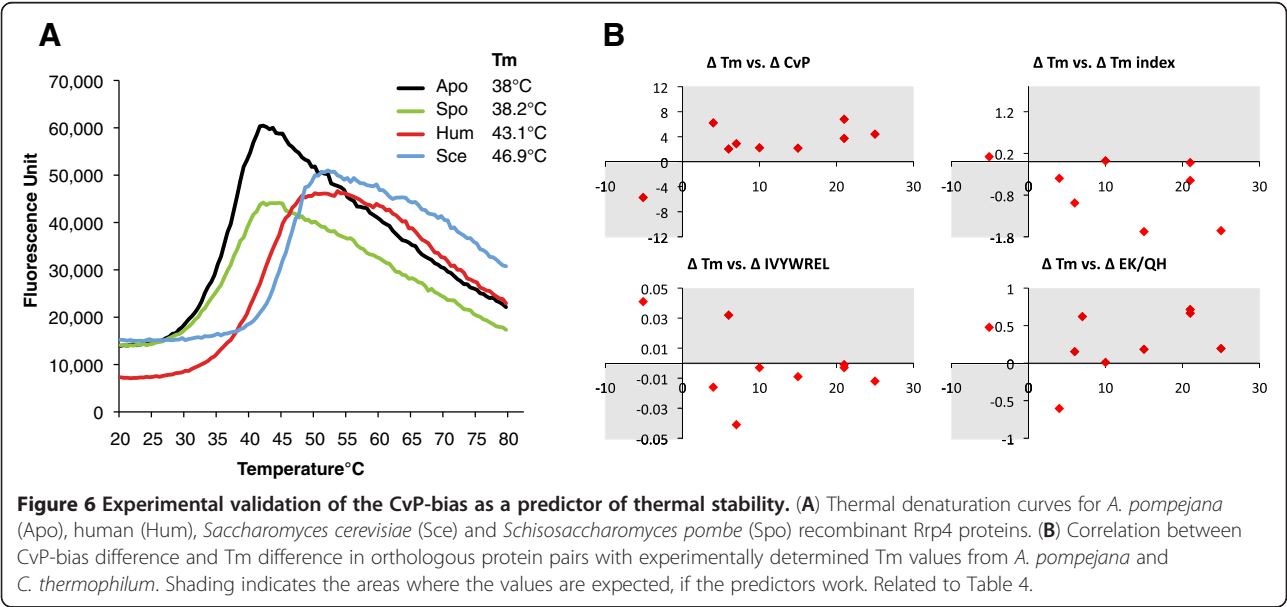 A
Tm
Apo 38°C
Spo 38.2°C
Hum 43.1°C
Sce 46.9°C
Fluorescence Unit
70,000
60,000
50,000
40,000
30,000
20,000
10,000
0
20 25 30 35 40 45 50 55 60 65 70 75 80
Temperature°C
B
Δ Tm vs. Δ CvP
12
8
4
0
-4
-8
-12
-10 0 10 20 30
Δ Tm vs. Δ Tm index
1.2
0.2
-0.8
-1.8
-10 0 10 20 30
Δ Tm vs. Δ IVYWREL
0.05
0.03
0.01
-0.01
-0.03
-0.05
-10 0 10 20 30
Δ Tm vs. Δ EK/QH
1
0.5
0
-0.5
-1
-10 0 10 20 30
Figure 6 Experimental validation of the CvP-bias as a predictor of thermal stability. (A) Thermal denaturation curves for A. pompejana
(Apo), human (Hum), Saccharomyces cerevisiae (Sce) and Schisosaccharomyces pombe (Spo) recombinant Rrp4 proteins. (B) Correlation between
CvP-bias difference and Tm difference in orthologous protein pairs with experimentally determined Tm values from A. pompejana and
C. thermophilum. Shading indicates the areas where the values are expected, if the predictors work. Related to Table 4.